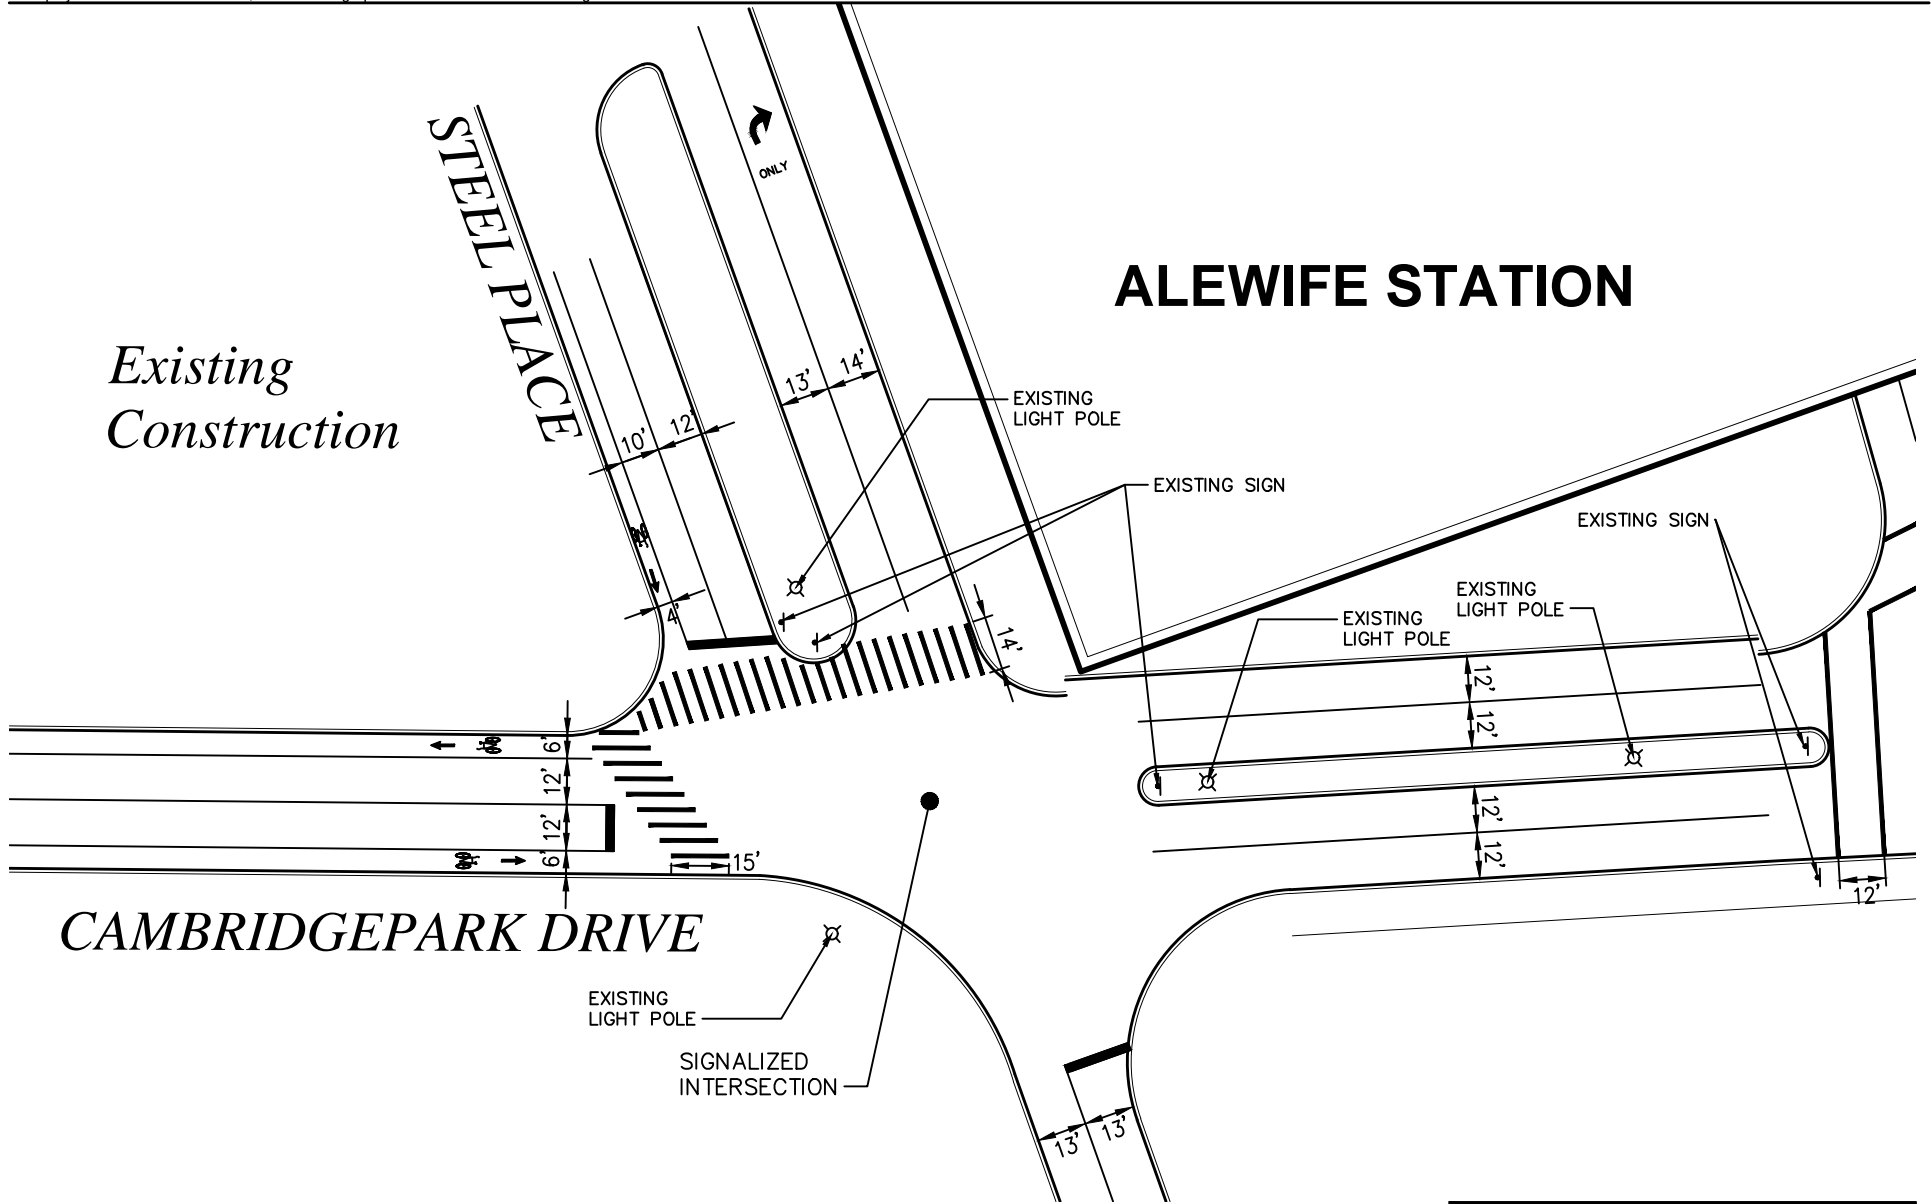 ONLY
STEEL PLACE
ALEWIFE STATION
Existing
Construction
13'
14'
10'
12'
EXISTING
LIGHT POLE
EXISTING SIGN
EXISTING SIGN
EXISTING
LIGHT POLE
EXISTING
LIGHT POLE
4'
14'
12'
12'
6'
12'
12'
6'
15'
12'
12'
12'
CAMBRIDGEPARK DRIVE
EXISTING
LIGHT POLE
SIGNALIZED
INTERSECTION
13'
13'